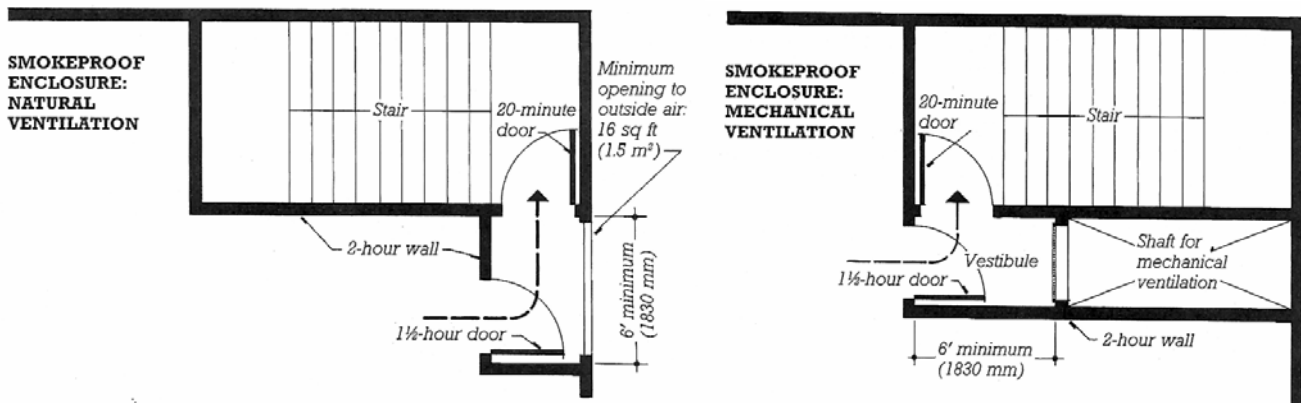 SMOKEPROOF
ENCLOSURE:
NATURAL
VENTILATION
Stair
20-minute
door
Minimum
opening to
outside air:
16 sq ft
(1.5 m²)
2-hour wall
1½-hour door
6' minimum
(1830 mm)
SMOKEPROOF
ENCLOSURE:
MECHANICAL
VENTILATION
20-minute
door
Stair
Vestibule
Shaft for
mechanical
ventilation
1½-hour door
2-hour wall
6' minimum
(1830 mm)